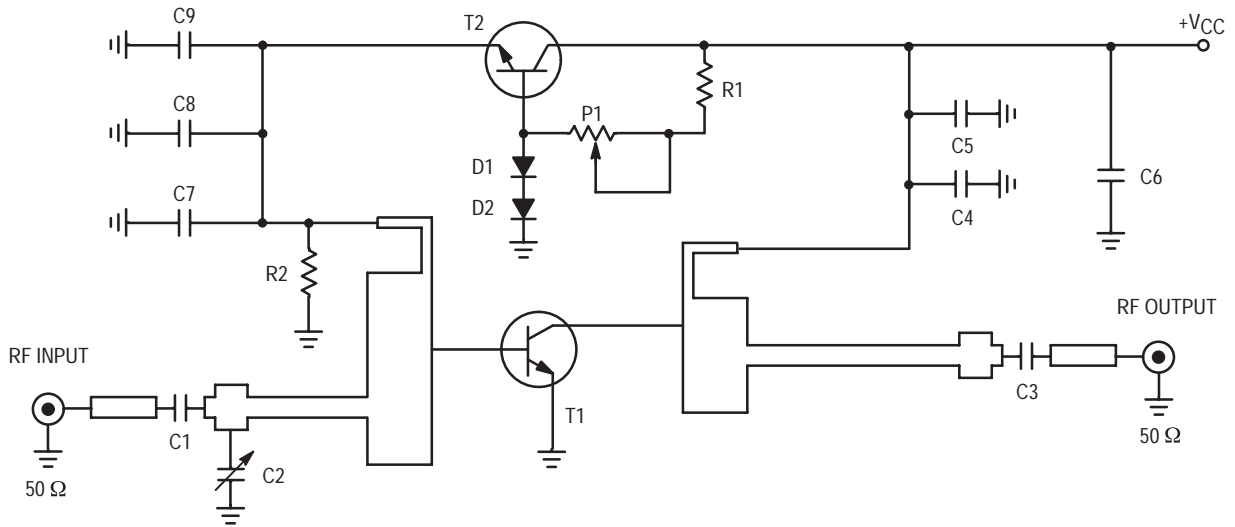 C9
T2
+VCC
C8
P1
R1
C5
D1
C7
C6
D2
C4
R2
RF OUTPUT
RF INPUT
C3
T1
C1
50 Ω
C2
50 Ω